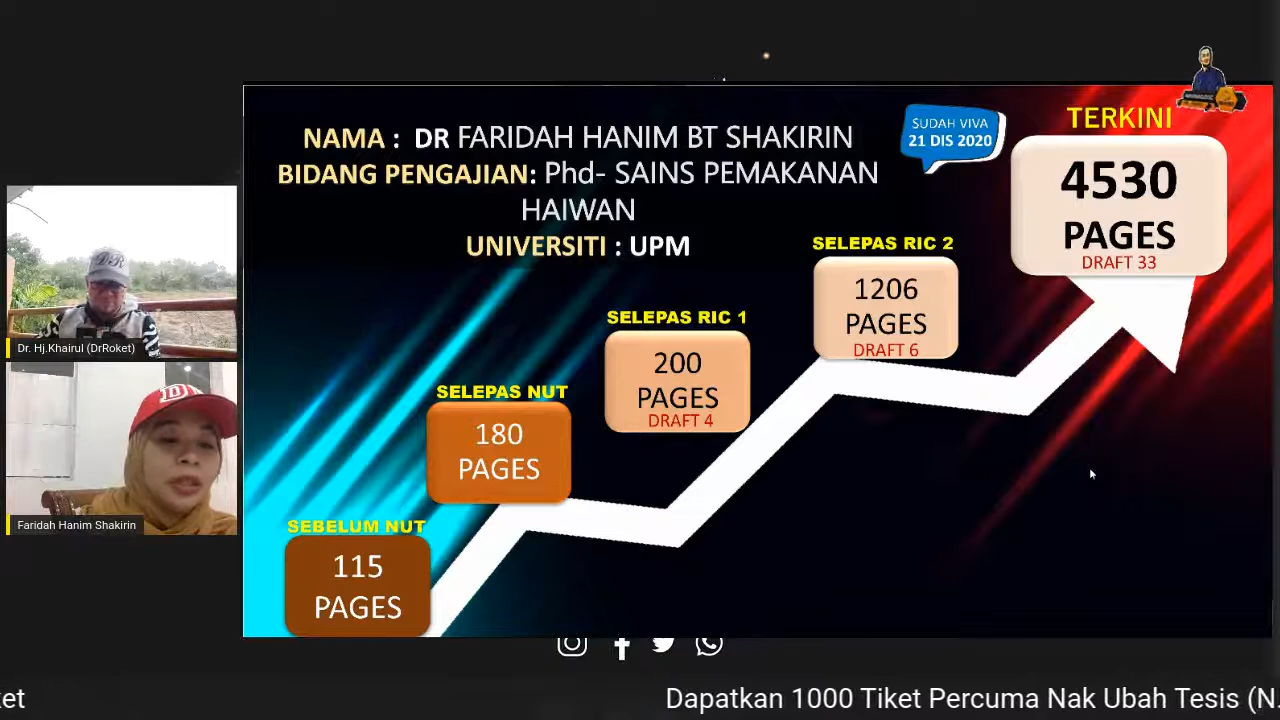 NAMA : DR FARIDAH HANIM BT SHAKIRIN
BIDANG PENGAJIAN: Phd- SAINS PEMAKANAN
HAIWAN
UNIVERSITI : UPM
SUDAH VIVA
21 DIS 2020
TERKINI
4530
PAGES
DRAFT 33
SELEPAS RIC 2
1206
PAGES
DRAFT 6
SELEPAS RIC 1
200
PAGES
DRAFT 4
SELEPAS NUT
180
PAGES
SEBELUM NUT
115
PAGES
Dr. Hj.Khairul (DrRoket)
DR
Faridah Hanim Shakirin
ket
Dapatkan 1000 Tiket Percuma Nak Ubah Tesis (N.